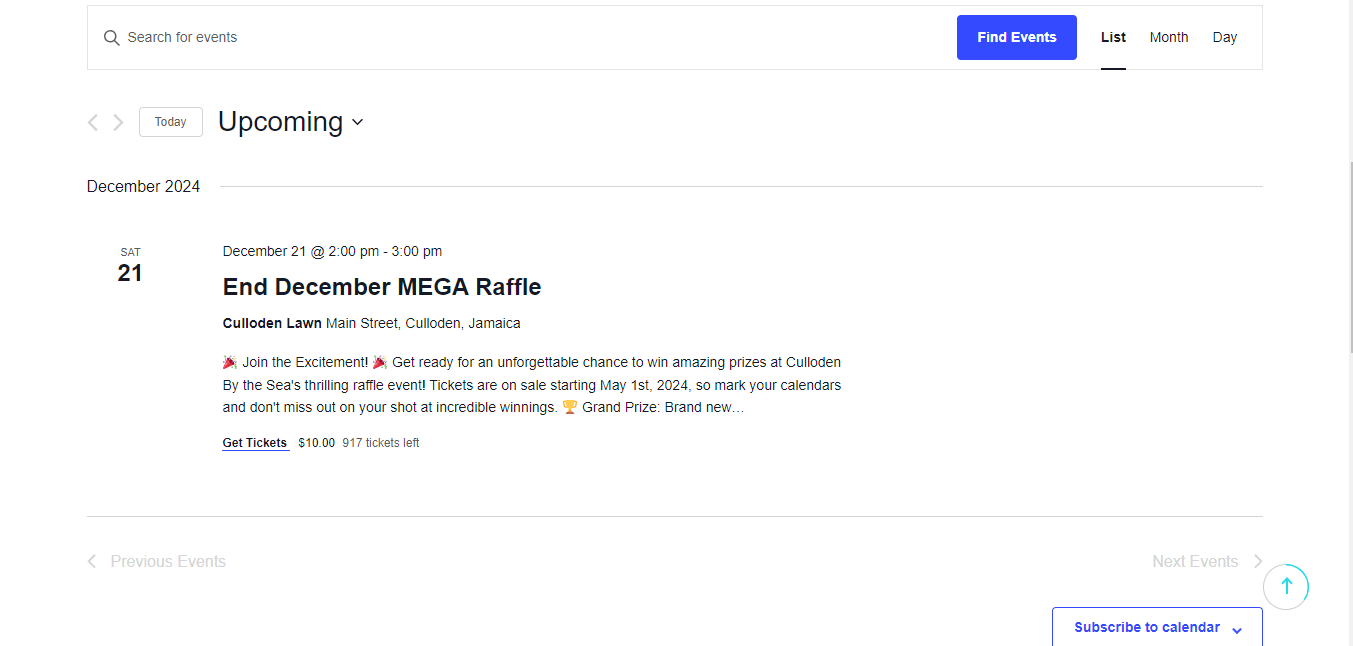 Search for events
Find Events
List
Month
Day
Today
Upcoming
December 2024
SAT
21
December 21 @ 2:00 pm - 3:00 pm
End December MEGA Raffle
Culloden Lawn Main Street, Culloden, Jamaica
🎉 Join the Excitement! 🎉 Get ready for an unforgettable chance to win amazing prizes at Culloden
By the Sea's thrilling raffle event! Tickets are on sale starting May 1st, 2024, so mark your calendars
and don't miss out on your shot at incredible winnings. 🏆 Grand Prize: Brand new…
Get Tickets $10.00 917 tickets left
Previous Events
Next Events
Subscribe to calendar